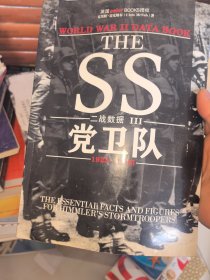 WORLD WAR II DATA BOOK
THE
SS
二战数据 III
党卫队
THE ESSENTIAL FACTS AND FIGURES
FOR HIMMLER'S STORMTROOPERS